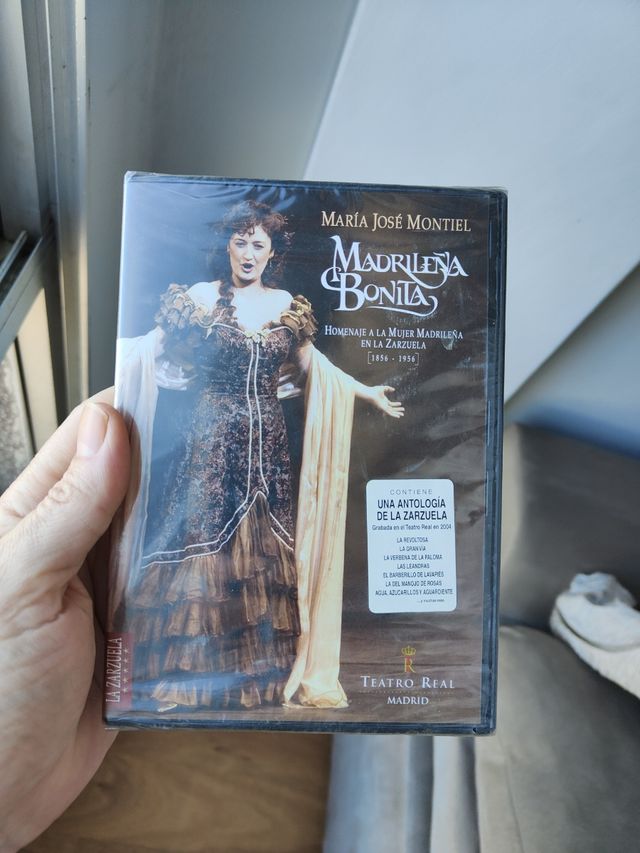 MARÍA JOSÉ MONTIEL
MADRILEÑA
BONITA
HOMENAJE A LA MUJER MADRILEÑA
EN LA ZARZUELA
[1856 - 1956]
CONTIENE
UNA ANTOLOGÍA
DE LA ZARZUELA
Grabada en el Teatro Real en 2004
LA REVOLTOSA
LA GRAN VÍA
LA VERBENA DE LA PALOMA
LAS LEANDRAS
EL BARBERILLO DE LAVAPIÉS
LA DEL MANOJO DE ROSAS
AGUA, AZUCARILLOS Y AGUARDIENTE
LA ZARZUELA
R
TEATRO REAL
MADRID